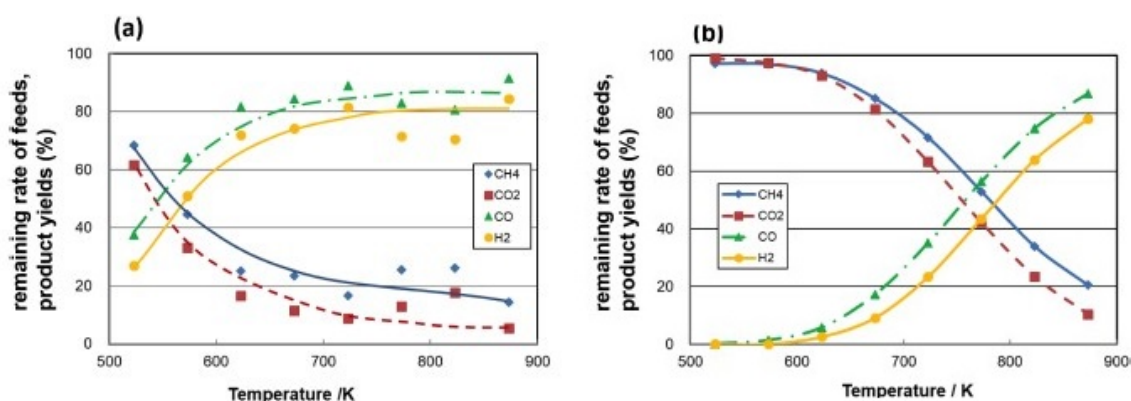 (a)
remaining rate of feeds,
product yields (%)
100
80
60
40
20
0
CH4
CO2
CO
H2
500
600
700
800
900
Temperature /K
(b)
remaining rate of feeds,
product yields (%)
100
80
60
40
20
0
CH4
CO2
CO
H2
500
600
700
800
900
Temperature / K